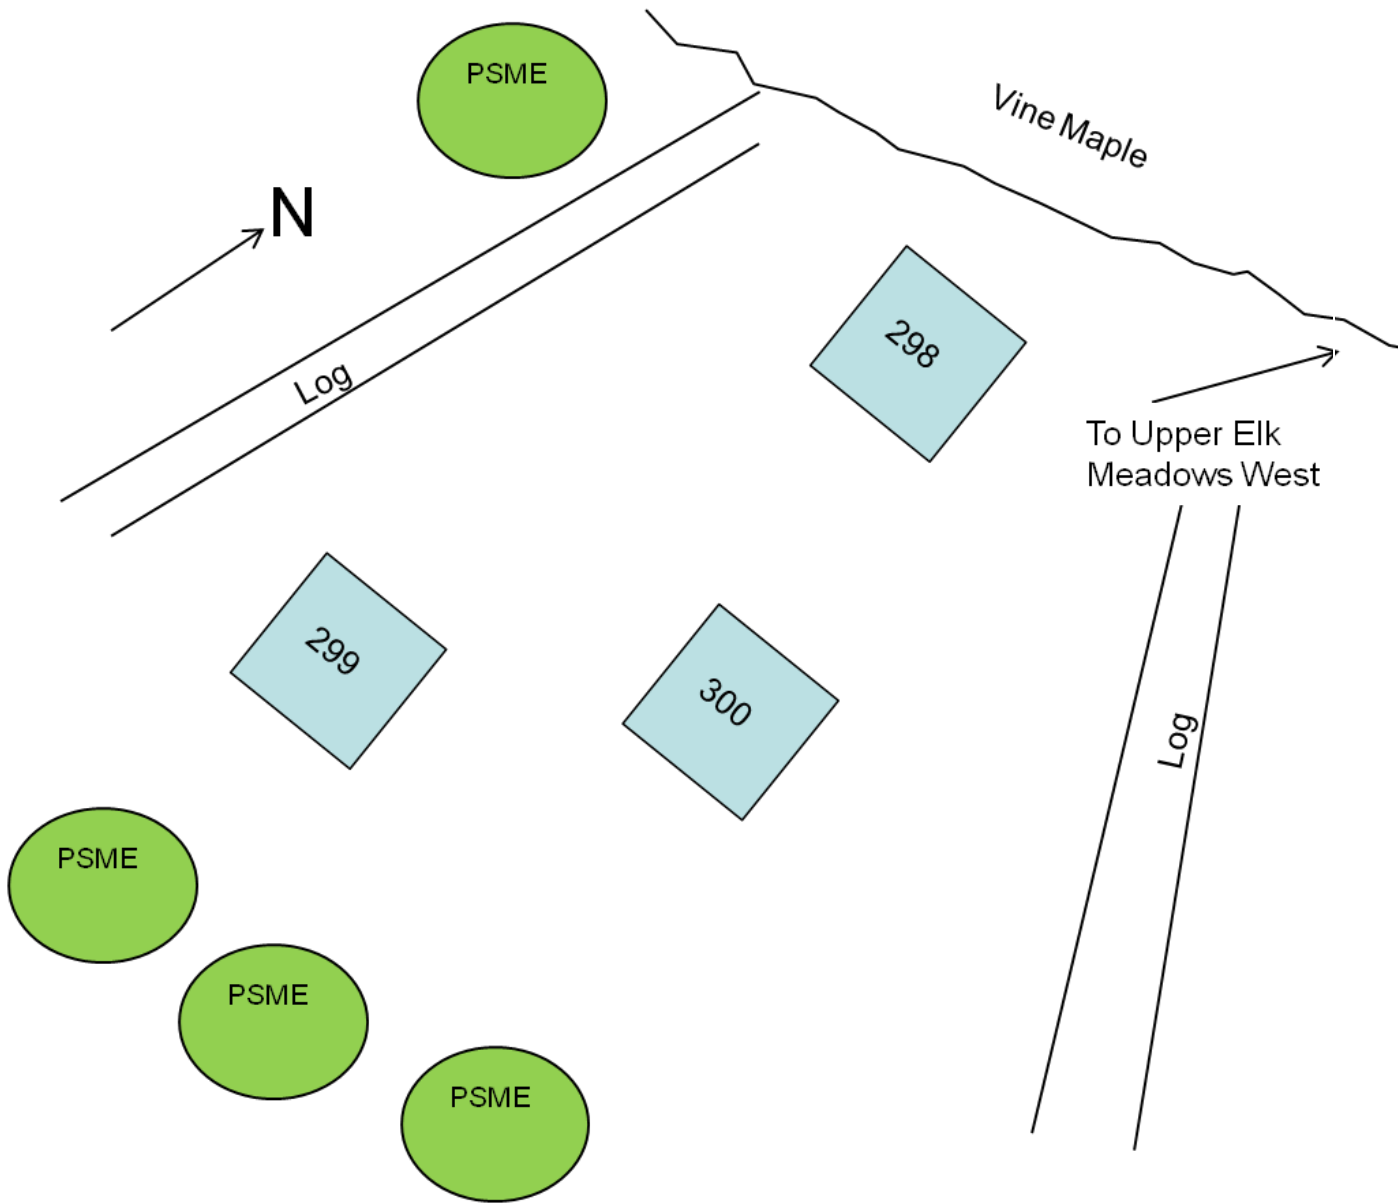 PSME
Vine Maple
N
298
Log
To Upper Elk
Meadows West
299
300
Log
PSME
PSME
PSME